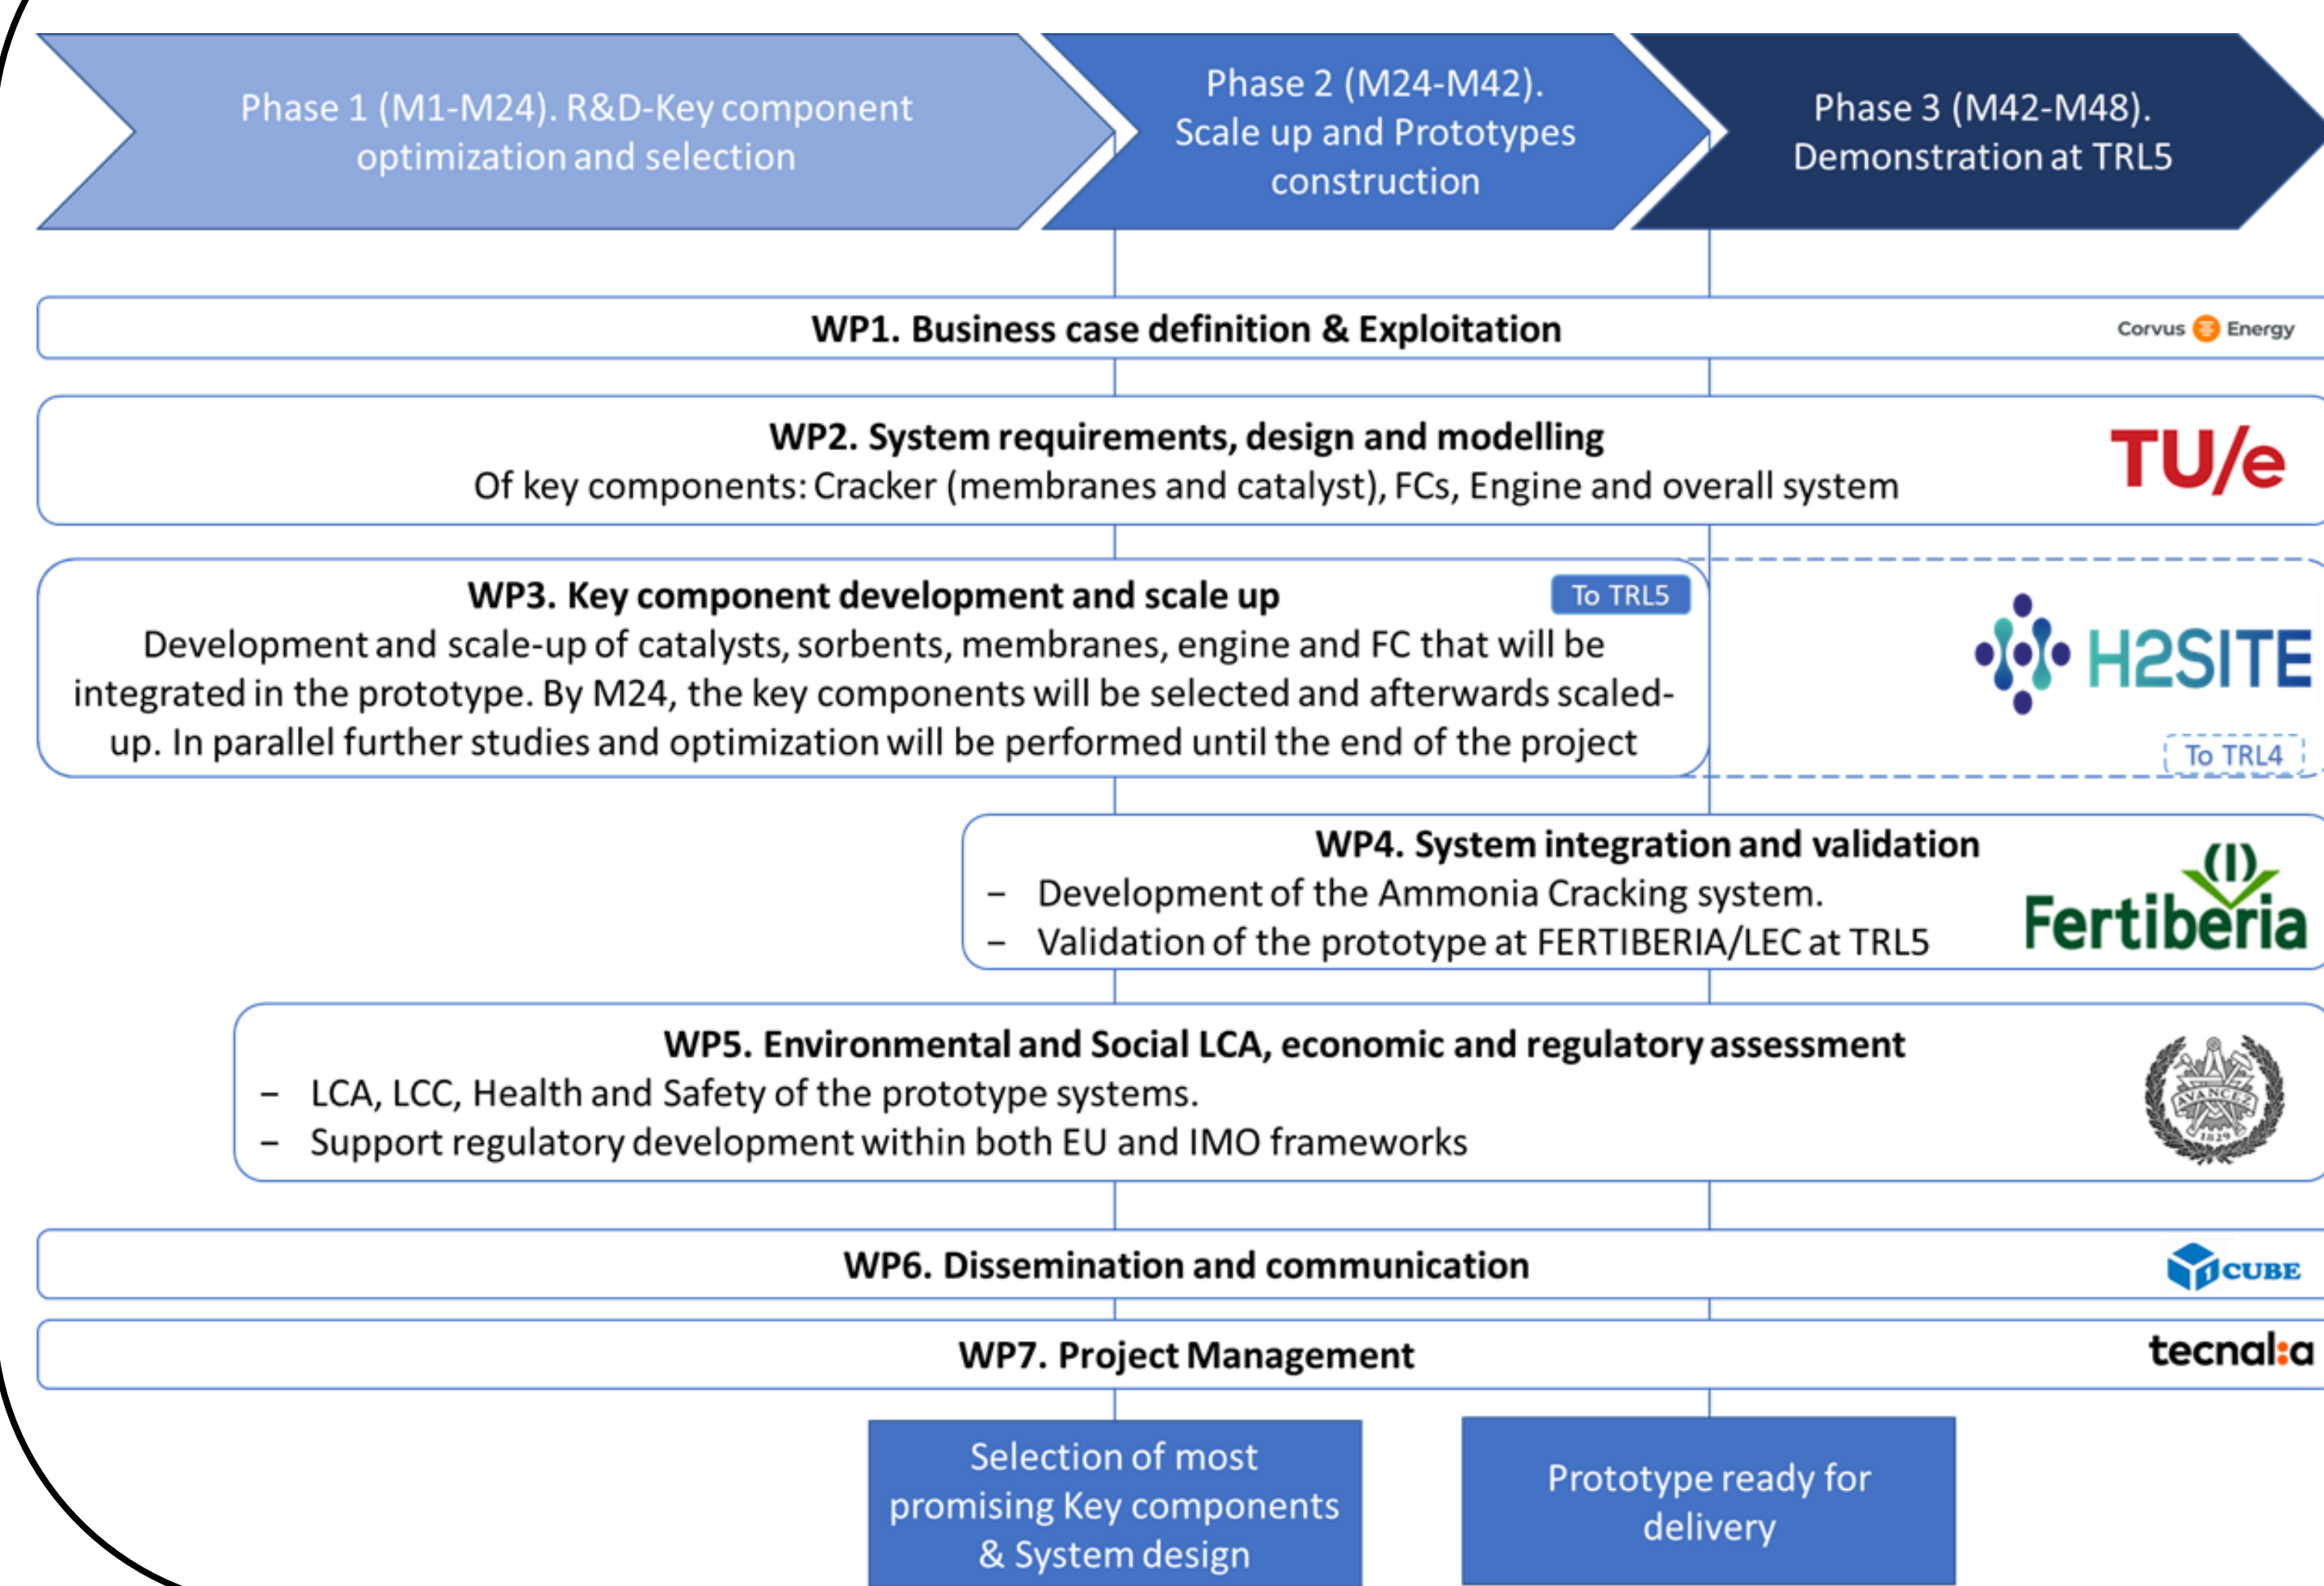 Phase 1 (M1-M24). R&D-Key component
optimization and selection
Phase 2 (M24-M42).
Scale up and Prototypes
construction
Phase 3 (M42-M48).
Demonstration at TRL5
WP1. Business case definition & Exploitation
Corvus Energy
WP2. System requirements, design and modelling
Of key components: Cracker (membranes and catalyst), FCs, Engine and overall system
TU/e
WP3. Key component development and scale up
To TRL5
Development and scale-up of catalysts, sorbents, membranes, engine and FC that will be
integrated in the prototype. By M24, the key components will be selected and afterwards scaled-
up. In parallel further studies and optimization will be performed until the end of the project
H2SITE
To TRL4
WP4. System integration and validation
– Development of the Ammonia Cracking system.
– Validation of the prototype at FERTIBERIA/LEC at TRL5
Fertiberia
WP5. Environmental and Social LCA, economic and regulatory assessment
– LCA, LCC, Health and Safety of the prototype systems.
– Support regulatory development within both EU and IMO frameworks
AVANCEZ
1829
WP6. Dissemination and communication
1 CUBE
WP7. Project Management
tecnal:a
Selection of most
promising Key components
& System design
Prototype ready for
delivery